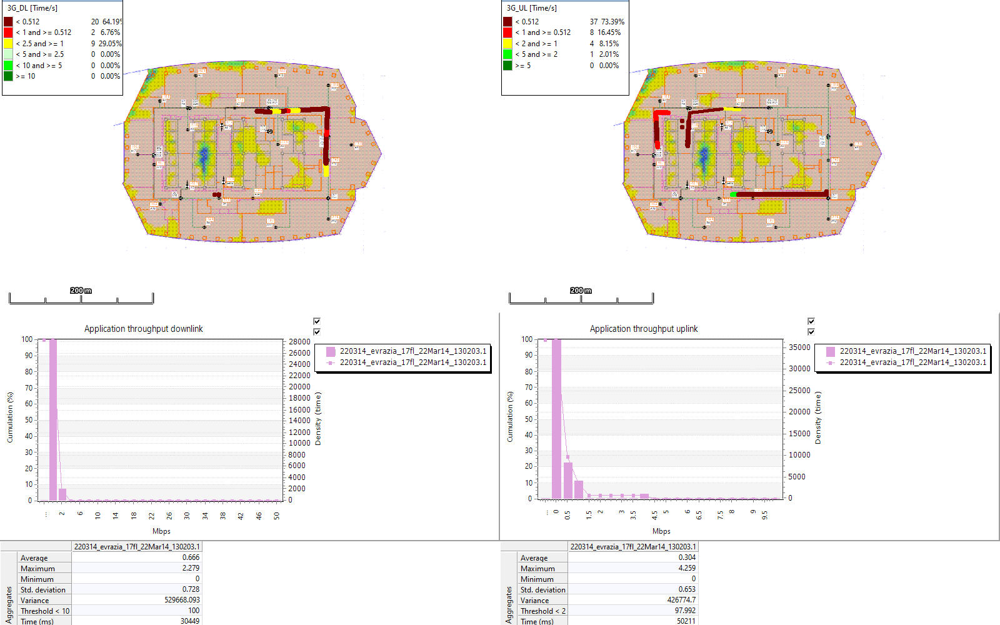 3G_DL [Time/s]
< 0.512 20 64.19%
< 1 and >= 0.512 2 6.76%
< 2.5 and >= 1 9 29.05%
< 5 and >= 2.5 0 0.00%
< 10 and >= 5 0 0.00%
>= 10 0 0.00%
3G_UL [Time/s]
< 0.512 37 73.39%
< 1 and >= 0.512 8 16.45%
< 2 and >= 1 4 8.15%
< 5 and >= 2 1 2.01%
>= 5 0 0.00%
200 m
200 m
Application throughput downlink
220314_evrazia_17fl_22Mar14_130203.1
220314_evrazia_17fl_22Mar14_130203.1
Cumulation (%)
100
90
80
70
60
50
40
30
20
10
0
28000
26000
24000
22000
20000
18000
16000
14000
12000
10000
8000
6000
4000
2000
0
Density (time)
... 2 6 10 14 18 22 26 30 34 38 42 46 50
Mbps
Application throughput uplink
220314_evrazia_17fl_22Mar14_130203.1
220314_evrazia_17fl_22Mar14_130203.1
Cumulation (%)
100
90
80
70
60
50
40
30
20
10
0
35000
30000
25000
20000
15000
10000
5000
0
Density (time)
... 0 0.5 1.5 2 3 3.5 4.5 5 6 6.5 7.5 8 9 9.5
Mbps
220314_evrazia_17fl_22Mar14_130203.1
Aggregates
Average 0.666
Maximum 2.279
Minimum 0
Std. deviation 0.728
Variance 529668.093
Threshold < 10 100
Time (ms) 30449
220314_evrazia_17fl_22Mar14_130203.1
Aggregates
Average 0.304
Maximum 4.259
Minimum 0
Std. deviation 0.653
Variance 426774.7
Threshold < 2 97.992
Time (ms) 50211